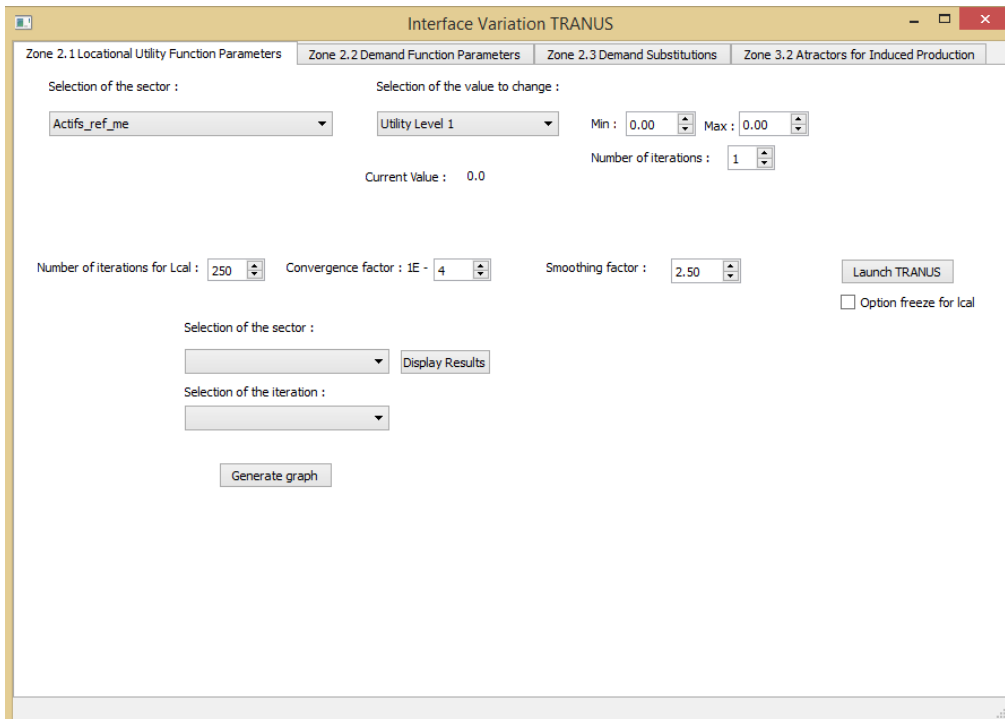 Interface Variation TRANUS
Zone 2.1 Locational Utility Function Parameters Zone 2.2 Demand Function Parameters Zone 2.3 Demand Substitutions Zone 3.2 Atractors for Induced Production
Selection of the sector : Selection of the value to change :
Actifs_ref_me Utility Level 1 Min : 0.00 Max : 0.00
Number of iterations : 1
Current Value : 0.0
Number of iterations for Lcal : 250 Convergence factor : 1E - 4 Smoothing factor : 2.50 Launch TRANUS
Option freeze for lcal
Selection of the sector :
Display Results
Selection of the iteration :
Generate graph